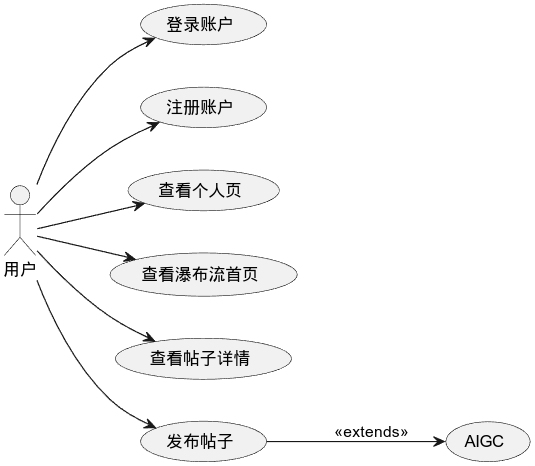 登录账户
注册账户
查看个人页
查看瀑布流首页
用户
查看帖子详情
发布帖子
«extends»
AIGC